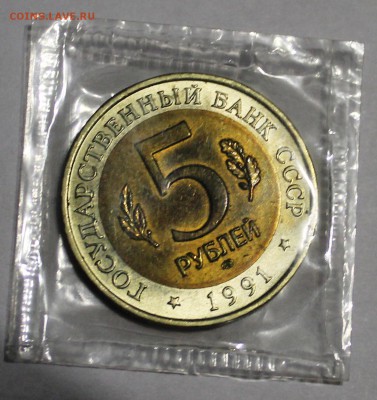 COINS.LAVE.RU
ГОСУДАРСТВЕННЫЙ БАНК СССР
5
РУБЛЕЙ
1991